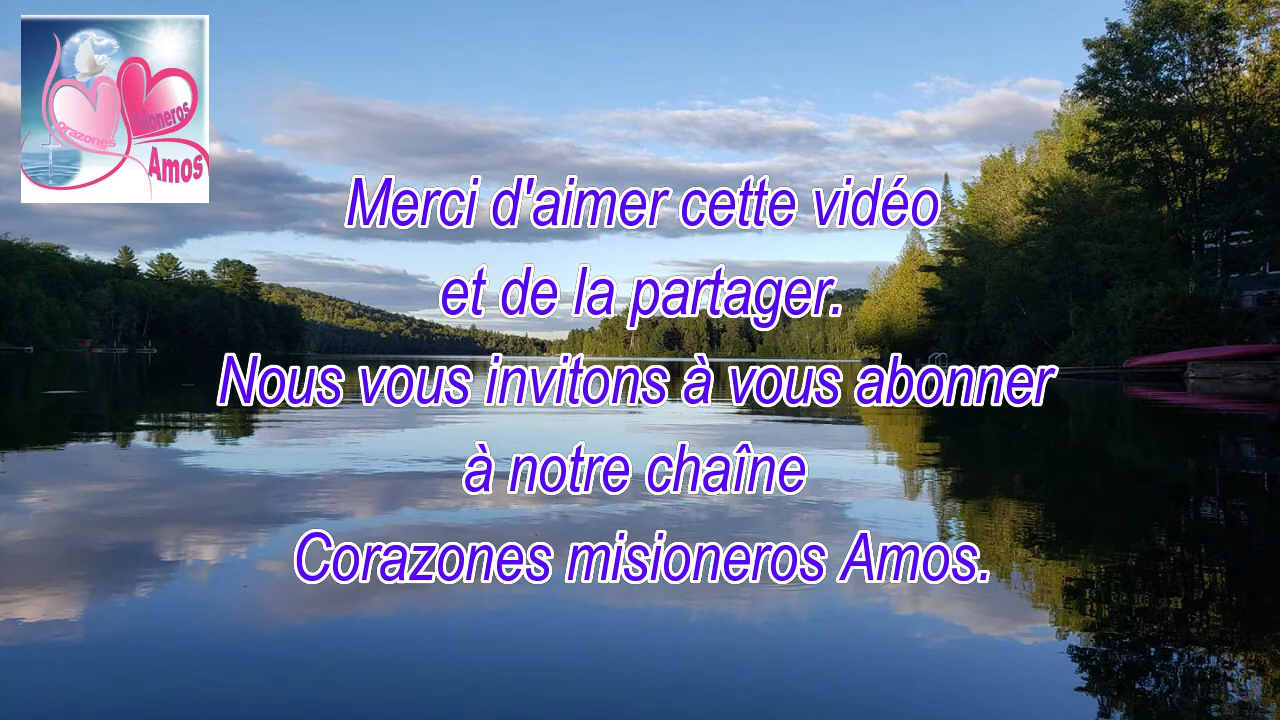 Corazones
Misioneros
Amos
Merci d'aimer cette vidéo
et de la partager.
Nous vous invitons à vous abonner
à notre chaîne
Corazones misioneros Amos.